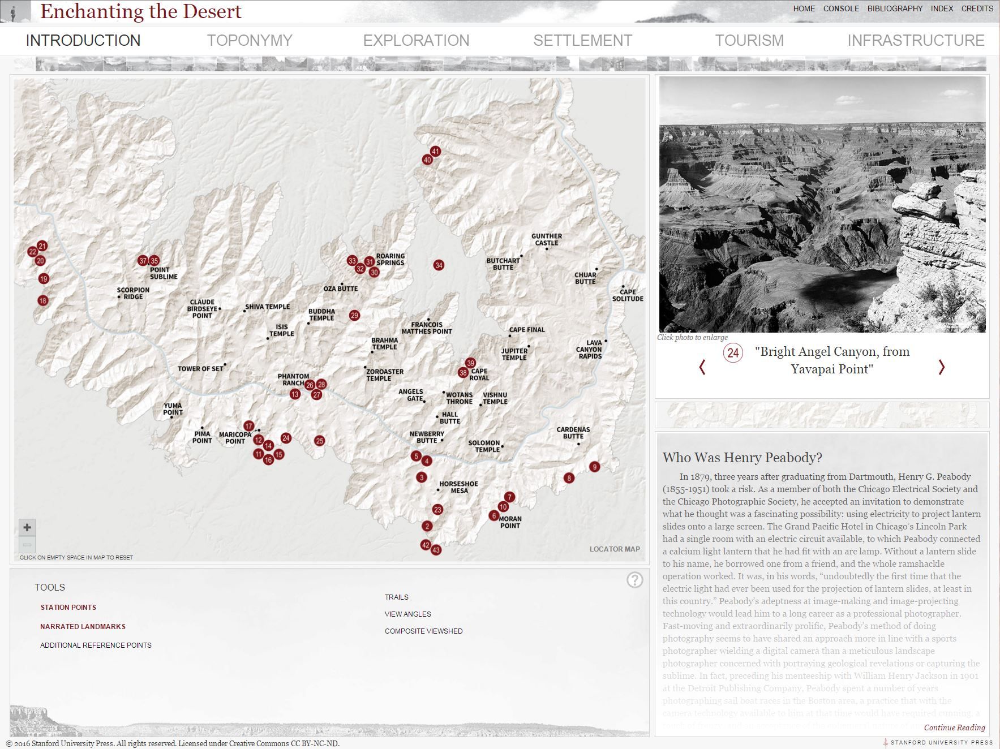 Enchanting the Desert
HOME CONSOLE BIBLIOGRAPHY INDEX CREDITS
INTRODUCTION TOPONYMY EXPLORATION SETTLEMENT TOURISM INFRASTRUCTURE
41
40
GUNTHER
CASTLE
21
22
20
37 35
POINT
SUBLIME
33 31
32 30
ROARING
SPRINGS
34
BUTCHART
BUTTE
CHUAR
BUTTE
19
18
SCORPION
RIDGE
OZA BUTTE
CAPE
SOLITUDE
CLAUDE
BIRDSEYE
POINT
SHIVA TEMPLE
BUDDHA
TEMPLE
29
ISIS
TEMPLE
FRANCOIS
MATTHES POINT
CAPE FINAL
BRAHMA
TEMPLE
JUPITER
TEMPLE
LAVA
CANYON
RAPIDS
TOWER OF SET
ZOROASTER
TEMPLE
39
38
CAPE
ROYAL
PHANTOM
RANCH
26 28
13 27
ANGELS
GATE
WOTANS
THRONE
VISHNU
TEMPLE
YUMA
POINT
HALL
BUTTE
PIMA
POINT
MARICOPA
POINT
17
12
14
24
25
11
16
15
NEWBERRY
BUTTE
SOLOMON
TEMPLE
CARDENAS
BUTTE
5
4
3
9
8
HORSESHOE
MESA
7
10
6
MORAN
POINT
23
2
42
43
+
LOCATOR MAP
CLICK ON EMPTY SPACE IN MAP TO RESET
TOOLS
STATION POINTS
NARRATED LANDMARKS
ADDITIONAL REFERENCE POINTS
TRAILS
VIEW ANGLES
COMPOSITE VIEWSHED
?
Click photo to enlarge
24 "Bright Angel Canyon, from
Yavapai Point"
Who Was Henry Peabody?
In 1879, three years after graduating from Dartmouth, Henry G. Peabody
(1855-1951) took a risk. As a member of both the Chicago Electrical Society and
the Chicago Photographic Society, he accepted an invitation to demonstrate
what he thought was a fascinating possibility: using electricity to project lantern
slides onto a large screen. The Grand Pacific Hotel in Chicago’s Lincoln Park
had a single room with an electric circuit available, to which Peabody connected
a calcium light lantern that he had fit with an arc lamp. Without a lantern slide
to his name, he borrowed one from a friend, and the whole ramshackle
operation worked. It was, in his words, “undoubtedly the first time that the
electric light had ever been used for the projection of lantern slides, at least in
this country.” Peabody’s adeptness at image-making and image-projecting
technology would lead him to a long career as a professional photographer.
Fast-moving and extraordinarily prolific, Peabody’s method of doing
photography seems to have shared an approach more in line with a sports
photographer wielding a digital camera than a meticulous landscape
photographer concerned with portraying geological revelations or capturing the
sublime. In fact, preceding his menteeship with William Henry Jackson in 1901
at the Detroit Publishing Company, Peabody spent a number of years
photographing sail boat races in the Boston area, a practice that with the
camera technology available to him at that time would have required cunning, a
Continue Reading
© 2016 Stanford University Press. All rights reserved. Licensed under Creative Commons CC BY-NC-ND.
STANFORD UNIVERSITY PRESS